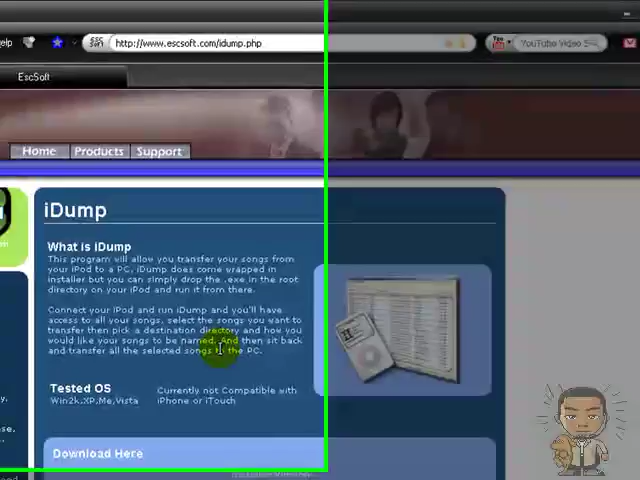 elp
ESC SOFT http://www.escsoft.com/idump.php
You YouTube Video S
EscSoft
Home Products Support
iDump
What is iDump
This program will allow you transfer your songs from
your iPod to a PC, iDump does come wrapped in
installer but you can simply drop the .exe in the root
directory on your iPod and run it from there.
Connect your iPod and run iDump and you'll have
access to all your songs, select the songs you want to
transfer then pick a destination directory and how you
would like your songs to be named. And then sit back
and transfer all the selected songs to the PC.
Tested OS
Win2k,XP,Me,Vista
Currently not Compatible with
iPhone or iTouch
Download Here